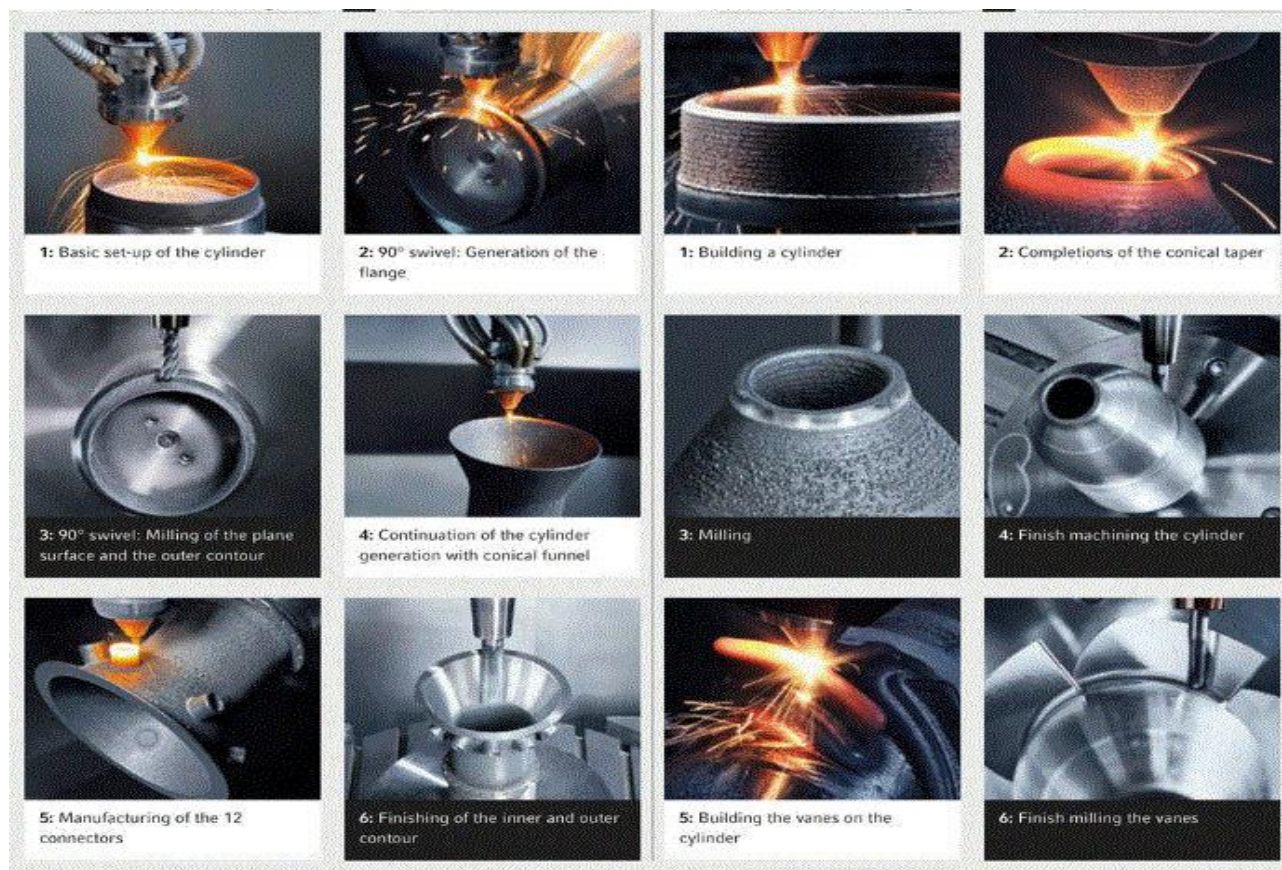 1: Basic set-up of the cylinder
2: 90° swivel: Generation of the
flange
3: 90° swivel: Milling of the plane
surface and the outer contour
4: Continuation of the cylinder
generation with conical funnel
5: Manufacturing of the 12
connectors
6: Finishing of the inner and outer
contour
1: Building a cylinder
2: Completions of the conical taper
3: Milling
4: Finish machining the cylinder
5: Building the vanes on the
cylinder
6: Finish milling the vanes